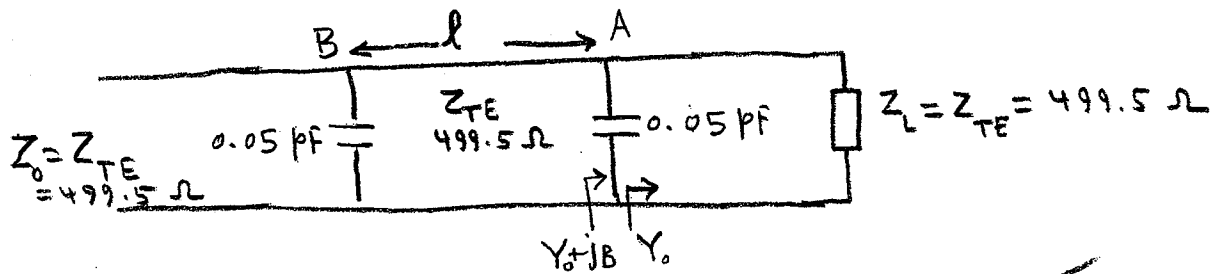 B l A
Z_TE
499.5 Ω
Z_0 = Z_TE
= 499.5 Ω
0.05 pF
0.05 pF
Z_L = Z_TE = 499.5 Ω
Y_0+jB
Y_0